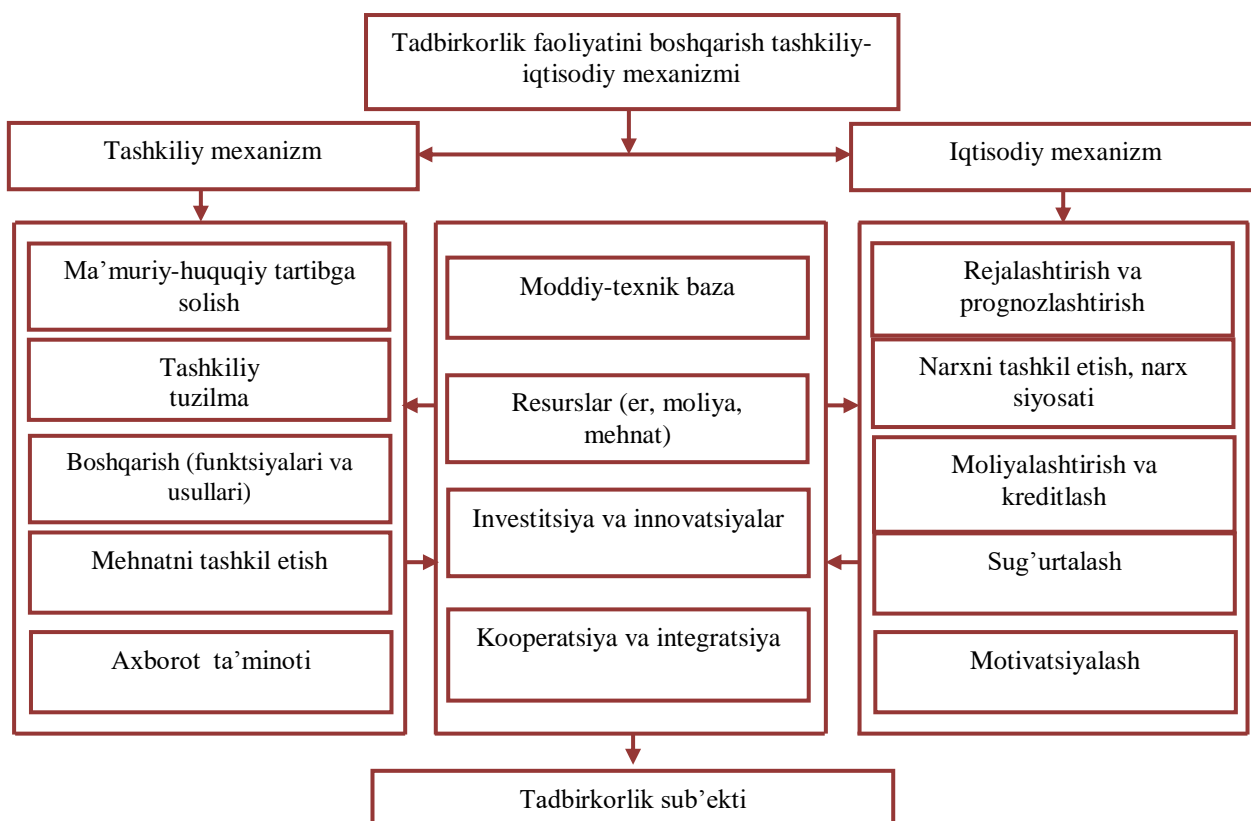 Tadbirkorlik faoliyatini boshqarish tashkiliy-
iqtisodiy mexanizmi
Tashkiliy mexanizm
Iqtisodiy mexanizm
Ma’muriy-huquqiy tartibga
solish
Tashkiliy
tuzilma
Boshqarish (funktsiyalari va
usullari)
Mehnatni tashkil etish
Axborot ta’minoti
Moddiy-texnik baza
Resurslar (er, moliya,
mehnat)
Investitsiya va innovatsiyalar
Kooperatsiya va integratsiya
Rejalashtirish va
prognozlashtirish
Narxni tashkil etish, narx
siyosati
Moliyalashtirish va
kreditlash
Sug’urtalash
Motivatsiyalash
Tadbirkorlik sub’ekti